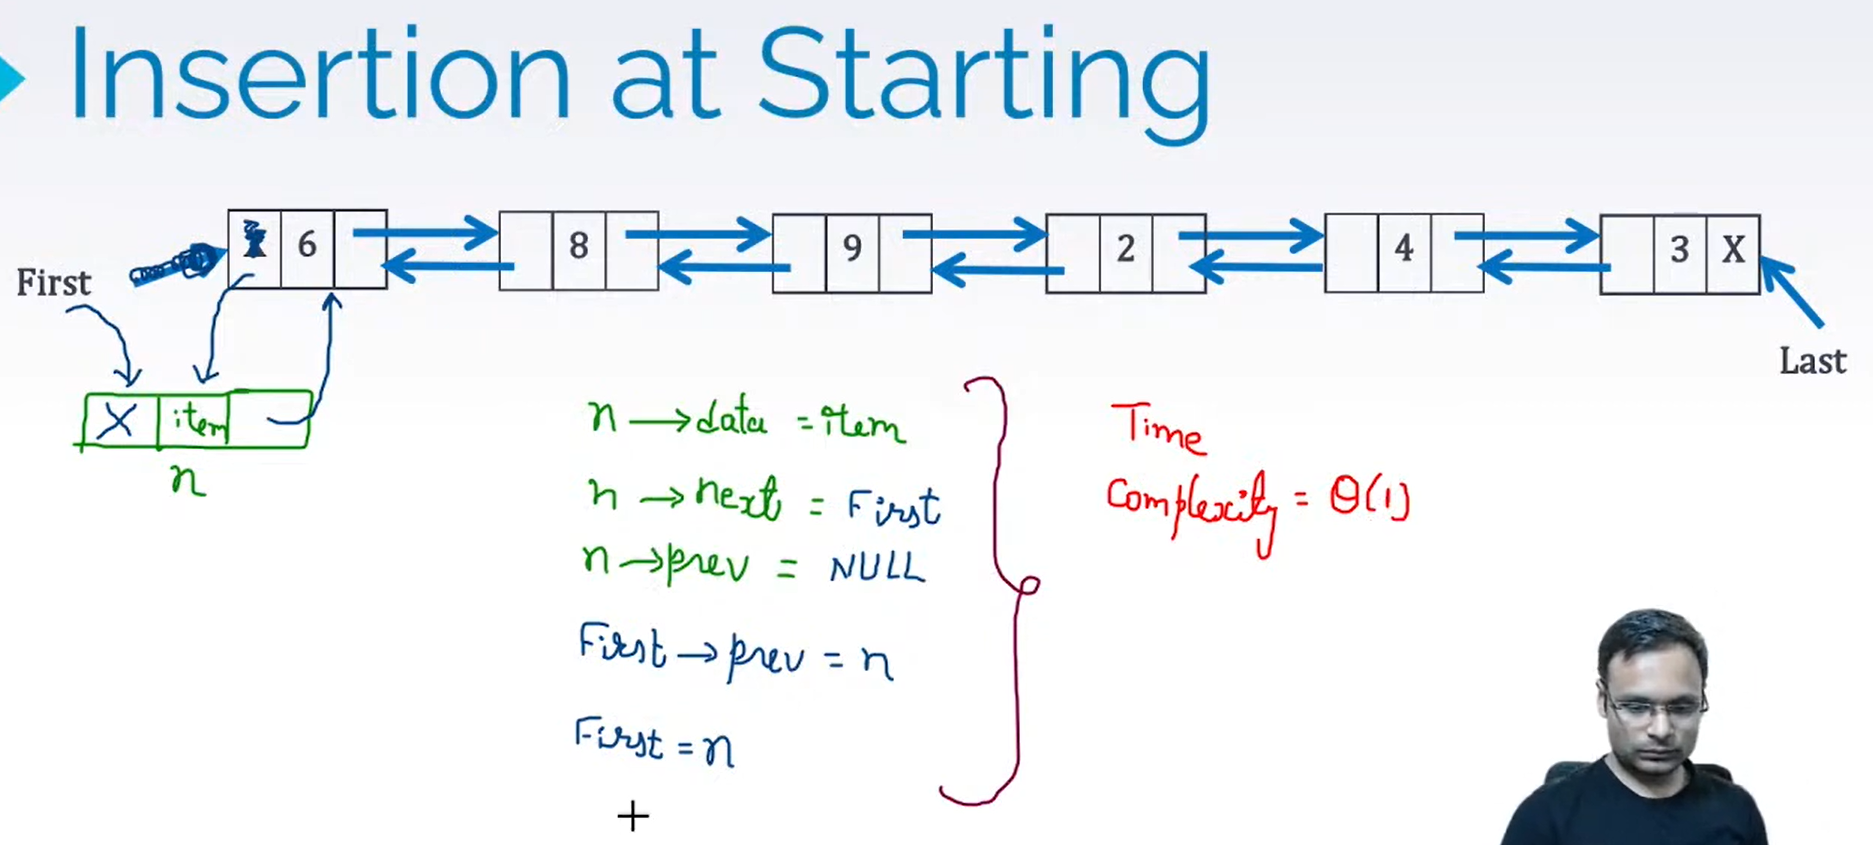 Insertion at Starting
First
6 8 9 2 4 3 X
Last
X item
n
n → data = item
n → next = First
n → prev = NULL
First → prev = n
First = n
Time
Complexity = Θ(1)